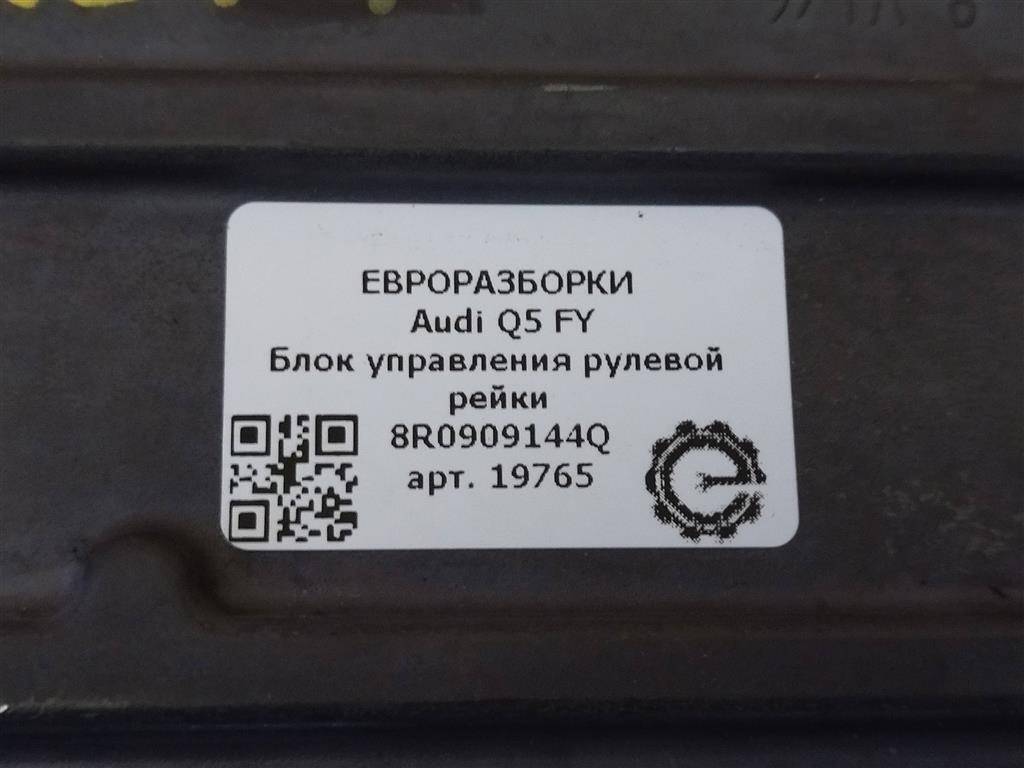 ЕВРОРАЗБОРКИ
Audi Q5 FY
Блок управления рулевой
рейки
8R0909144Q
арт. 19765